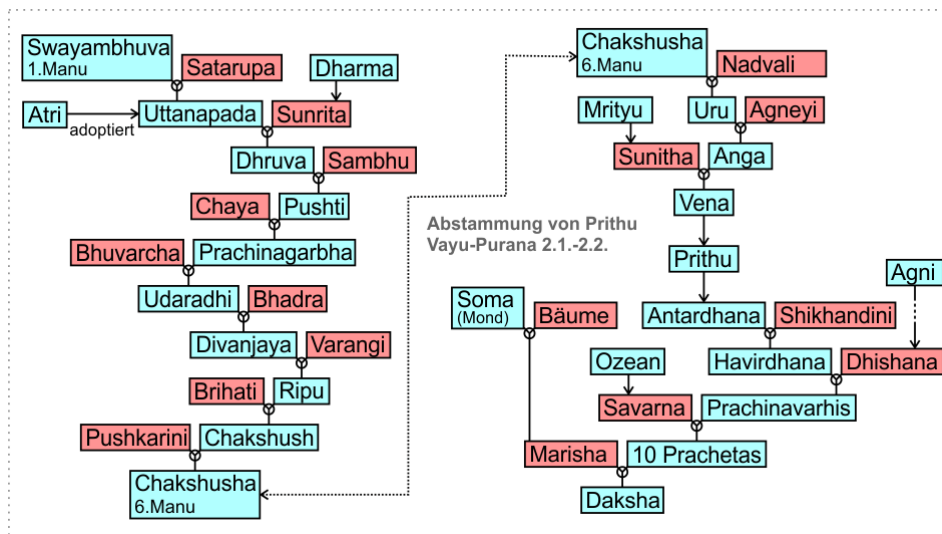 Swayambhuva
1.Manu
Satarupa
Dharma
Atri
adoptiert
Uttanapada
Sunrita
Dhruva
Sambhu
Chaya
Pushti
Bhuvarcha
Prachinagarbha
Udaradhi
Bhadra
Divanjaya
Varangi
Brihati
Ripu
Pushkarini
Chakshush
Chakshusha
6.Manu
Abstammung von Prithu
Vayu-Purana 2.1.-2.2.
Chakshusha
6.Manu
Nadvali
Mrityu
Uru
Agneyi
Sunitha
Anga
Vena
Prithu
Agni
Soma
(Mond)
Bäume
Antardhana
Shikhandini
Ozean
Havirdhana
Dhishana
Savarna
Prachinavarhis
Marisha
10 Prachetas
Daksha